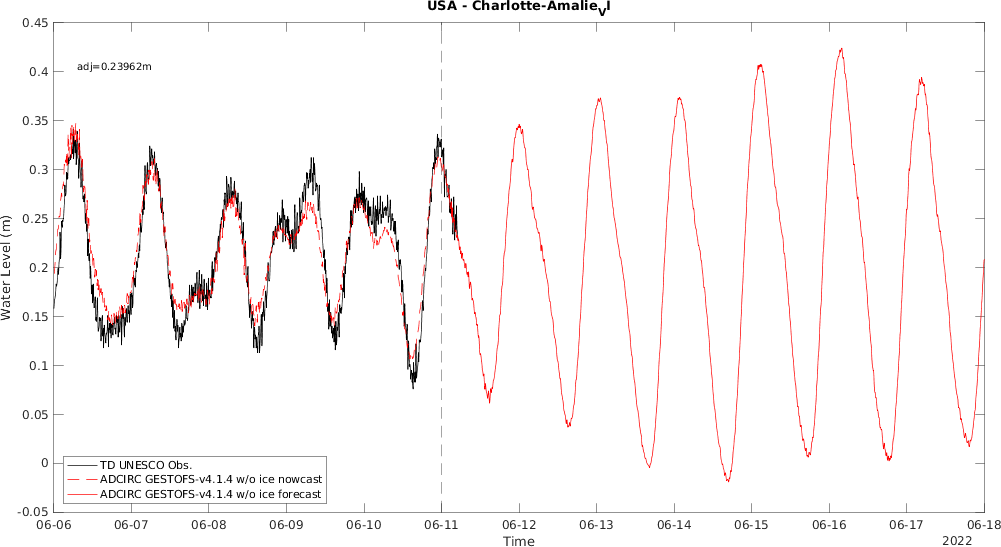 USA - Charlotte-AmalieVI
adj=0.23962m
0.45
0.4
0.35
0.3
0.25
0.2
0.15
0.1
0.05
0
-0.05
Water Level (m)
TD UNESCO Obs.
ADCIRC GESTOFS-v4.1.4 w/o ice nowcast
ADCIRC GESTOFS-v4.1.4 w/o ice forecast
06-06 06-07 06-08 06-09 06-10 06-11 06-12 06-13 06-14 06-15 06-16 06-17 06-18
Time
2022